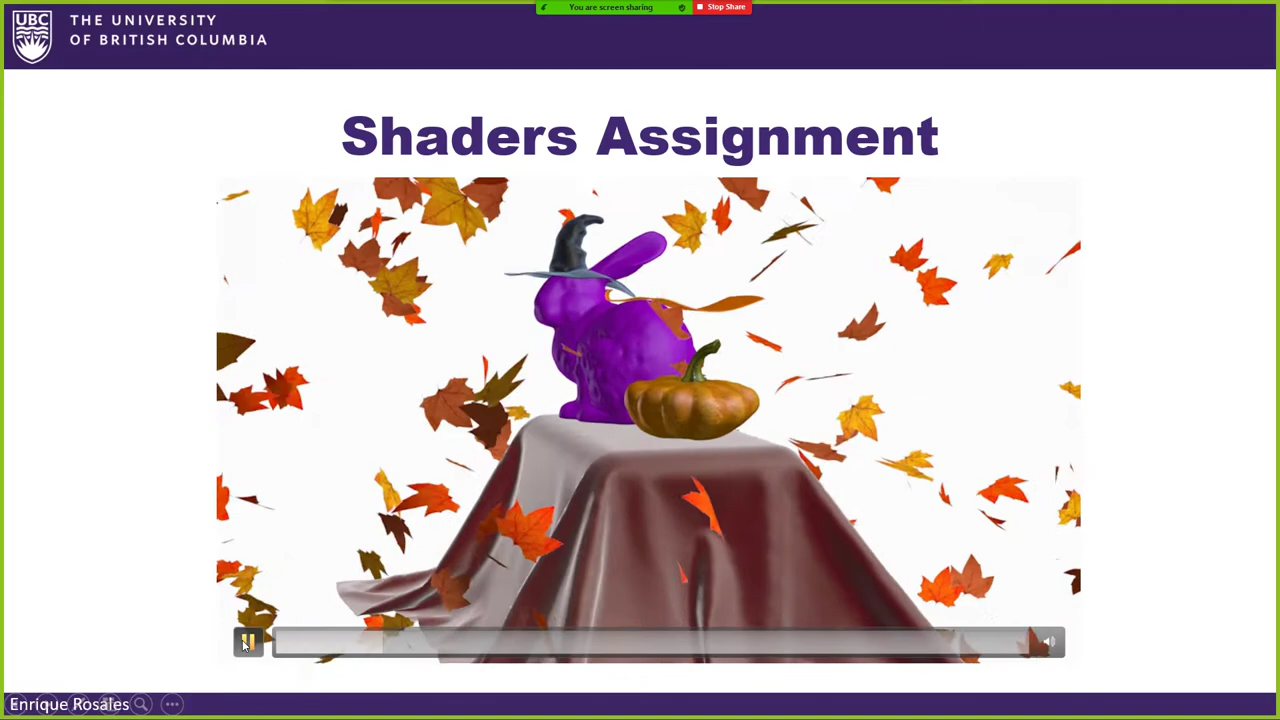 You are screen sharing
Stop Share
UBC
THE UNIVERSITY
OF BRITISH COLUMBIA
Shaders Assignment
Enrique Rosales